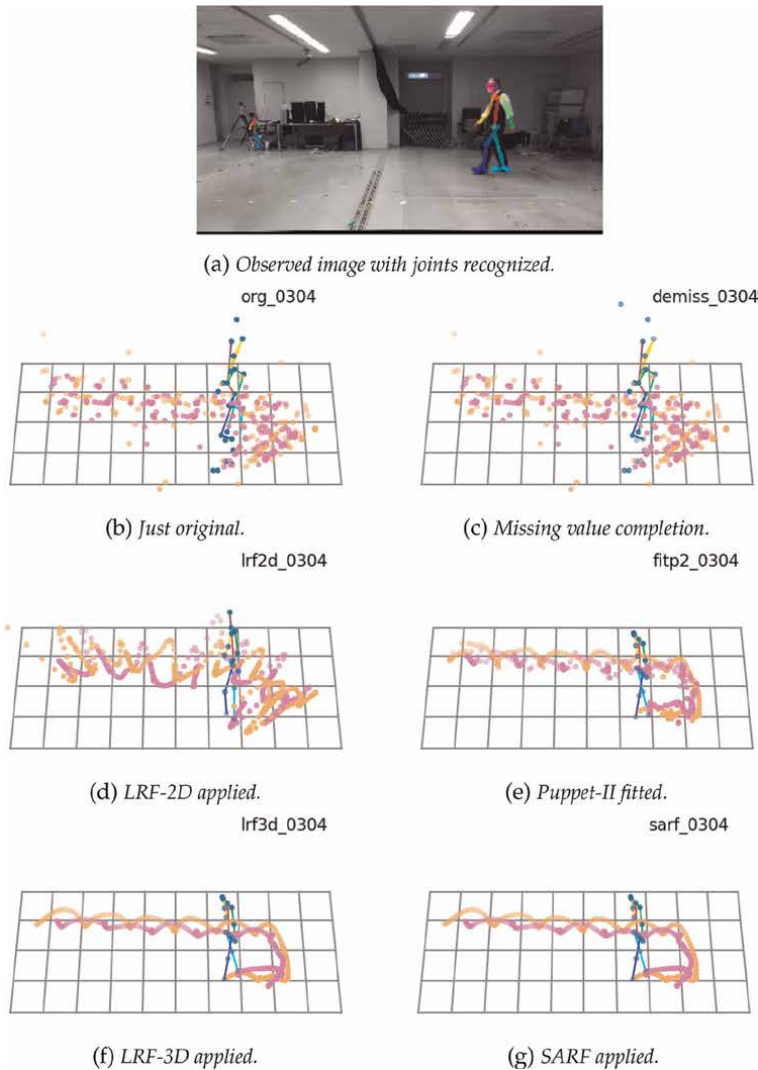 (a) Observed image with joints recognized.
org_0304
demiss_0304
(b) Just original.
(c) Missing value completion.
lrf2d_0304
fitp2_0304
(d) LRF-2D applied.
(e) Puppet-II fitted.
lrf3d_0304
sarf_0304
(f) LRF-3D applied.
(g) SARF applied.